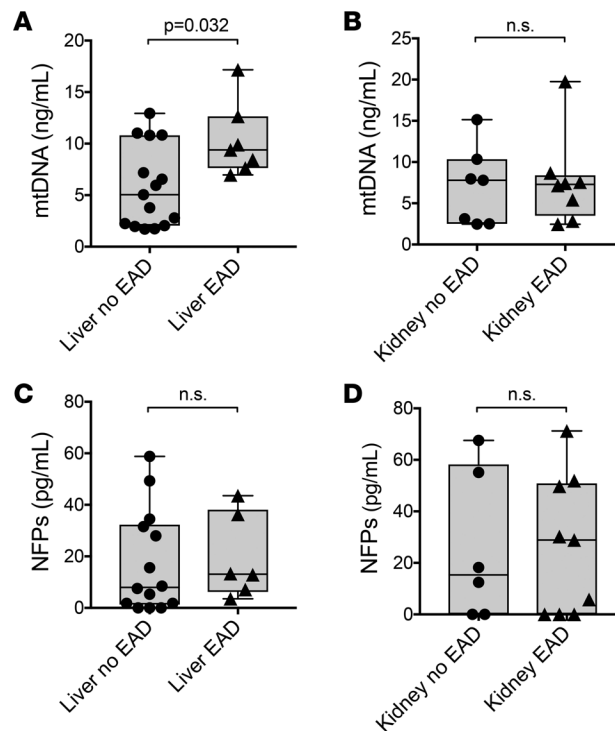 A
p=0.032
mtDNA (ng/mL)
20
15
10
5
0
Liver no EAD
Liver EAD
B
n.s.
mtDNA (ng/mL)
25
20
15
10
5
0
Kidney no EAD
Kidney EAD
C
n.s.
NFPs (pg/mL)
80
60
40
20
0
Liver no EAD
Liver EAD
D
n.s.
NFPs (pg/mL)
80
60
40
20
0
Kidney no EAD
Kidney EAD